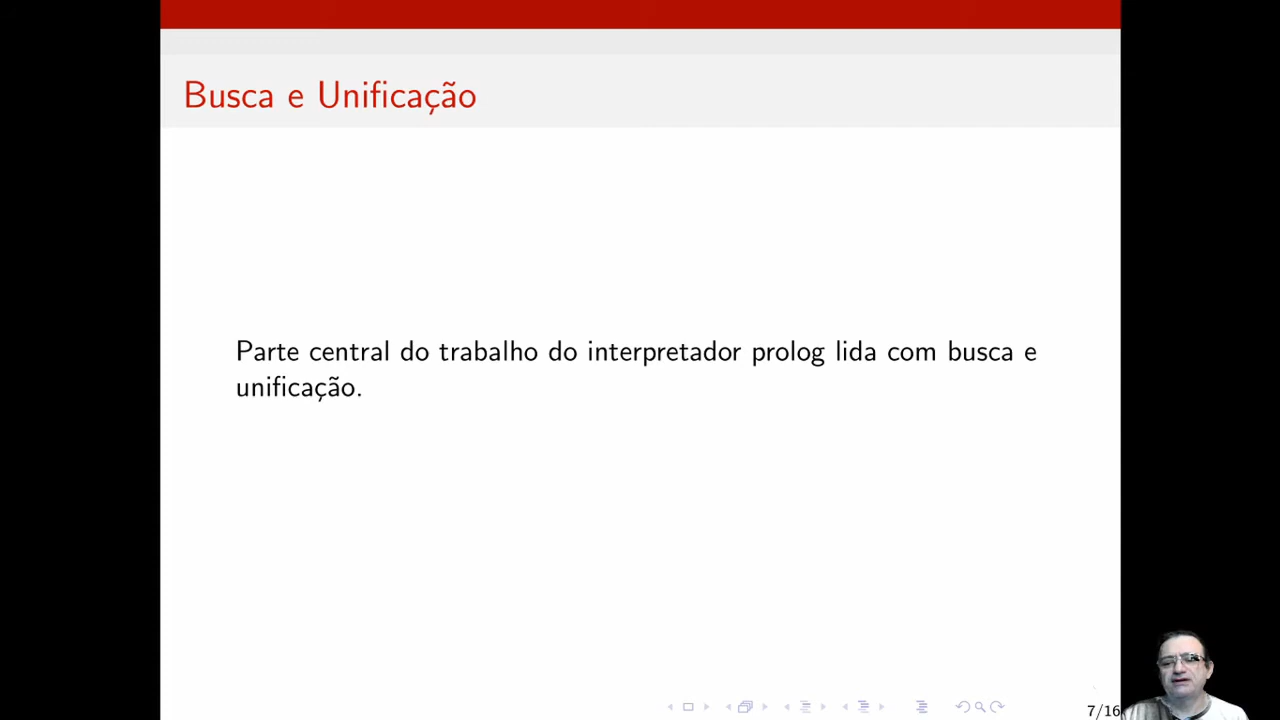 Busca e Unificação
Parte central do trabalho do interpretador prolog lida com busca e
unificação.
7/16